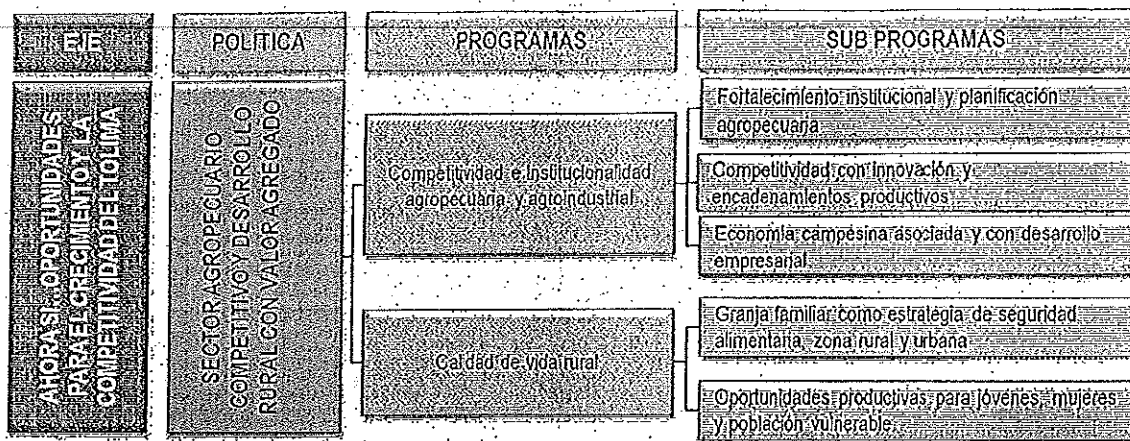 EJE
POLÍTICA
PROGRAMAS
SUB PROGRAMAS
AHORA SI... OPORTUNIDADES
PARA EL CRECIMIENTO Y LA
COMPETITIVIDAD DEL TOLIMA
SECTOR AGROPECUARIO
COMPETITIVO Y DESARROLLO
RURAL CON VALOR AGREGADO
Competitividad e Institucionalidad
agropecuaria y agroindustrial
Fortalecimiento institucional y planificación
agropecuaria
Competitividad con innovación y
encadenamientos productivos
Economía campesina asociada y con desarrollo
empresarial
Calidad de vida rural
Granja familiar como estrategia de seguridad
alimentaria, zona rural y urbana
Oportunidades productivas para jóvenes, mujeres
y población vulnerable